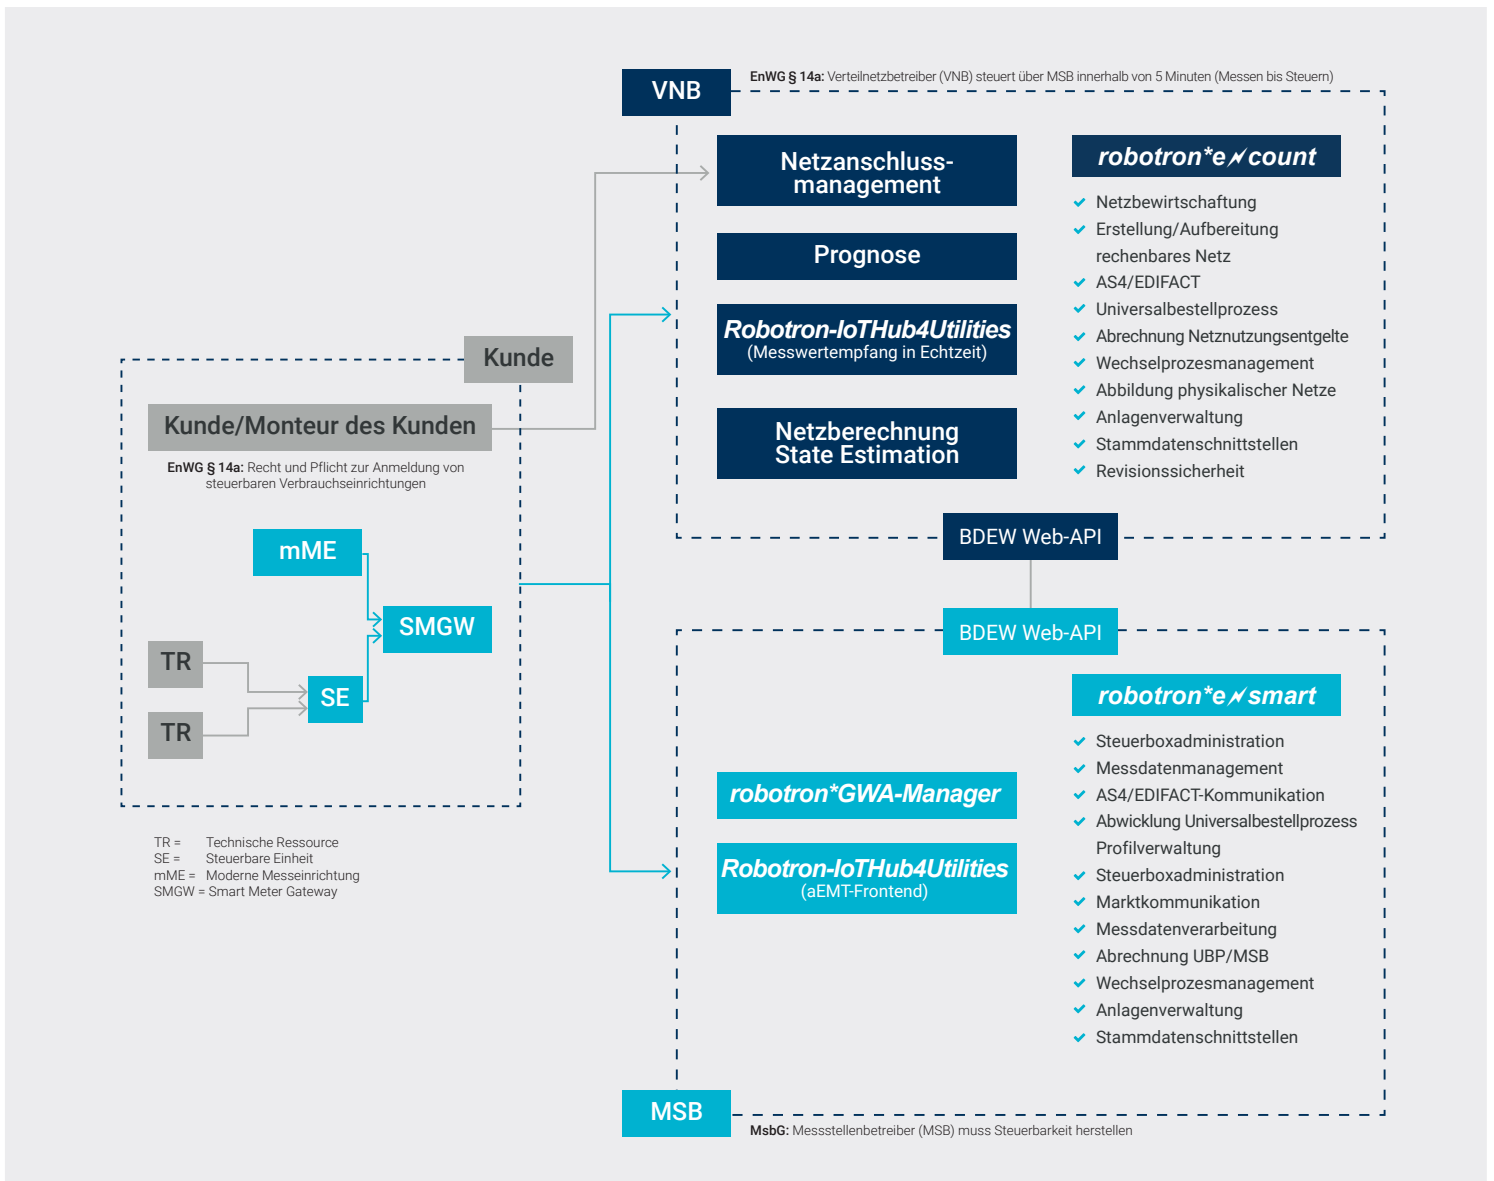 VNB
EnWG § 14a: Verteilnetzbetreiber (VNB) steuert über MSB innerhalb von 5 Minuten (Messen bis Steuern)
Netzanschluss-
management
Prognose
Robotron-IoTHub4Utilities
(Messwertempfang in Echtzeit)
Netzberechnung
State Estimation
robotron*e count
Netzbewirtschaftung
Erstellung/Aufbereitung
rechenbares Netz
AS4/EDIFACT
Universalbestellprozess
Abrechnung Netznutzungsentgelte
Wechselprozesmanagement
Abbildung physikalischer Netze
Anlagenverwaltung
Stammdatenschnittstellen
Revisionssicherheit
BDEW Web-API
Kunde
Kunde/Monteur des Kunden
EnWG § 14a: Recht und Pflicht zur Anmeldung von
steuerbaren Verbrauchseinrichtungen
mME
SMGW
TR
SE
TR
TR = Technische Ressource
SE = Steuerbare Einheit
mME = Moderne Messeinrichtung
SMGW = Smart Meter Gateway
BDEW Web-API
robotron*GWA-Manager
Robotron-IoTHub4Utilities
(aEMT-Frontend)
robotron*e smart
Steuerboxadministration
Messdatenmanagement
AS4/EDIFACT-Kommunikation
Abwicklung Universalbestellprozess
Profilverwaltung
Steuerboxadministration
Marktkommunikation
Messdatenverarbeitung
Abrechnung UBP/MSB
Wechselprozesmanagement
Anlagenverwaltung
Stammdatenschnittstellen
MSB
MsbG: Messstellenbetreiber (MSB) muss Steuerbarkeit herstellen